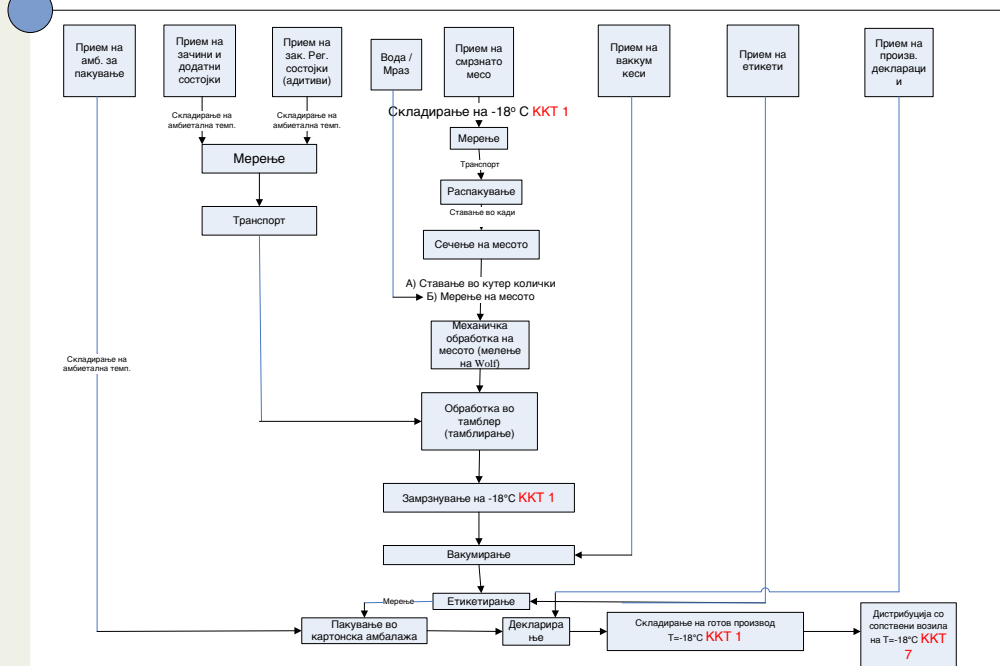 Прием на
амб. за
пакување
Прием на
зачини и
додатни
состојки
Прием на
зак. Рег.
состојки
(адитиви)
Вода /
Мраз
Прием на
смрзнато
месо
Прием на
ваккум
кеси
Прием на
етикети
Прием на
произв.
деклараци
и
Складирање на
амбиетална темп.
Складирање на
амбиетална темп.
Складирање на -18º С ККТ 1
Мерење
Мерење
Транспорт
Распакување
Транспорт
Ставање во кади
Сечење на месото
А) Ставање во кутер колички
Б) Мерење на месото
Механичка
обработка на
месото (мелење
на Wolf)
Складирање на
амбиетална темп.
Обработка во
тамблер
(тамблирање)
Замрзнување на -18°С ККТ 1
Вакумирање
Мерење
Етикетирање
Пакување во
картонска амбалажа
Декларира
ње
Складирање на готов производ
Т=-18°С ККТ 1
Дистрибуција со
сопствени возила
на Т=-18°С ККТ
7